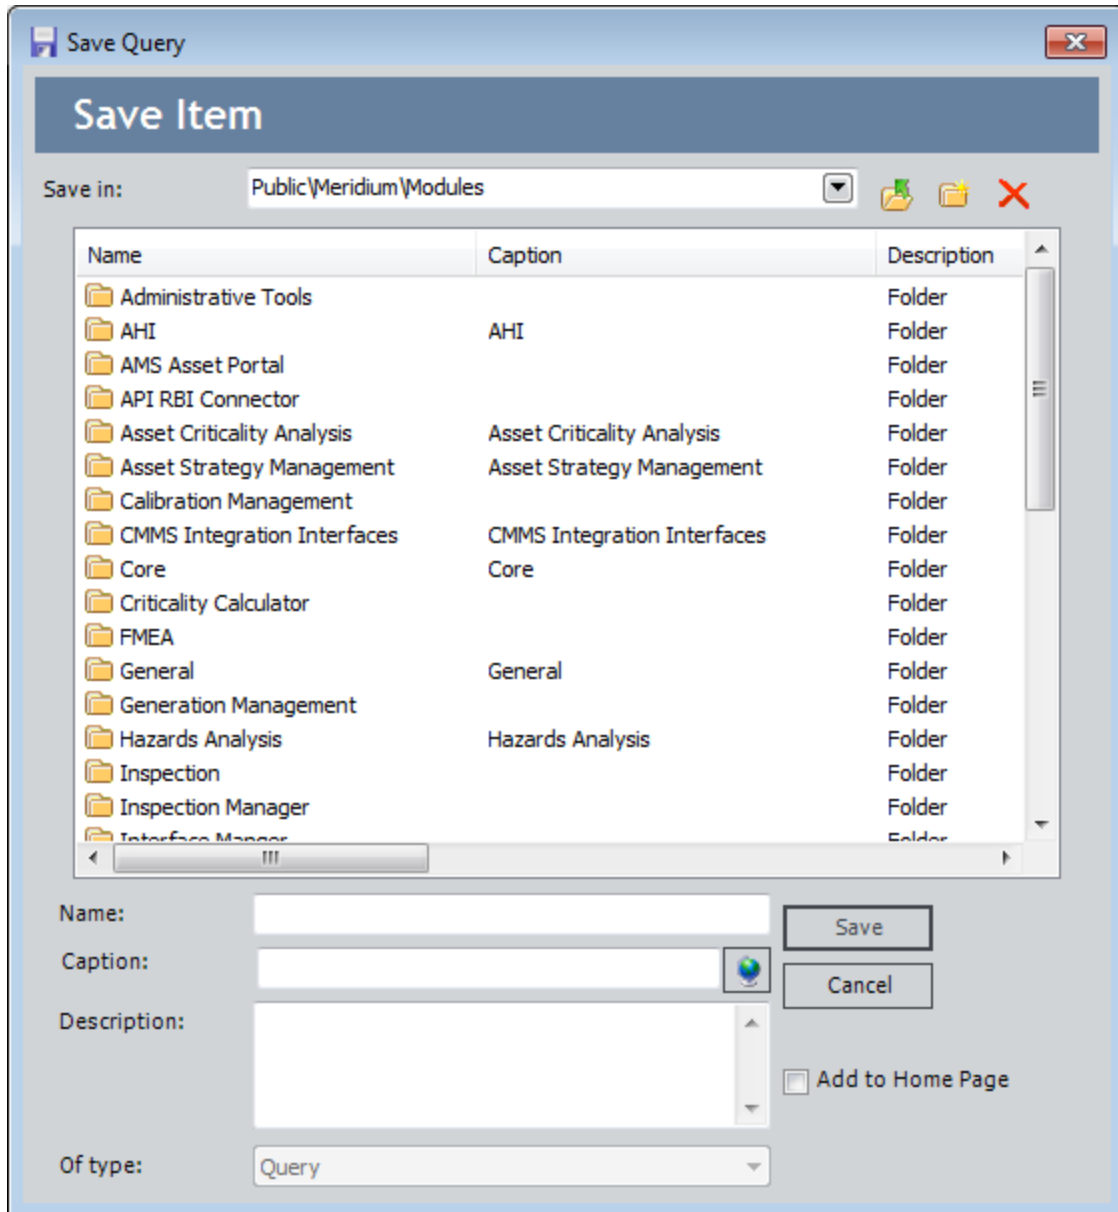 Save Query
Save Item
Save in: Public\Meridium\Modules
Name Caption Description
Administrative Tools Folder
AHI AHI Folder
AMS Asset Portal Folder
API RBI Connector Folder
Asset Criticality Analysis Asset Criticality Analysis Folder
Asset Strategy Management Asset Strategy Management Folder
Calibration Management Folder
CMMS Integration Interfaces CMMS Integration Interfaces Folder
Core Core Folder
Criticality Calculator Folder
FMEA Folder
General General Folder
Generation Management Folder
Hazards Analysis Hazards Analysis Folder
Inspection Folder
Inspection Manager Folder
Interface Manger Folder
Name: Save
Caption: Cancel
Description:
Add to Home Page
Of type: Query